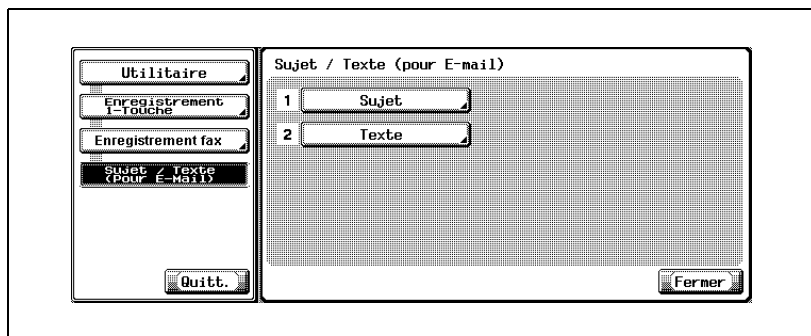 Utilitaire
Enregistrement
1-Touche
Enregistrement fax
Sujet / Texte
(Pour E-Mail)
Quitt.
Sujet / Texte (pour E-mail)
1 Sujet
2 Texte
Fermer